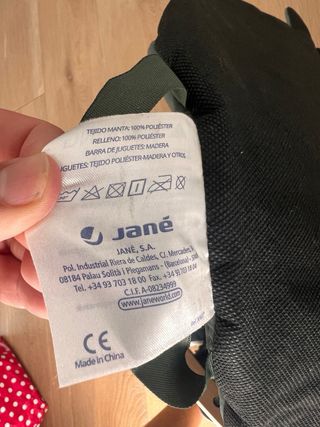 TEJIDO MANTA: 100% POLIÉSTER
RELLENO: 100% POLIÉSTER
BARRA DE JUGUETES: MADERA
JUGUETES: TEJIDO POLIÉSTER-MADERA Y OTROS
Jané
JANÉ, S.A.
Pol. Industrial Riera de Caldes, C/. Mercaders,
08184 Palau Solità i Plegamans - (Barcelona) -
Tel. +34 93 703 18 00 - Fax +34 93 703 18 04
C.I.F. A-08234999
www.janeworld.com
CE
Made in China